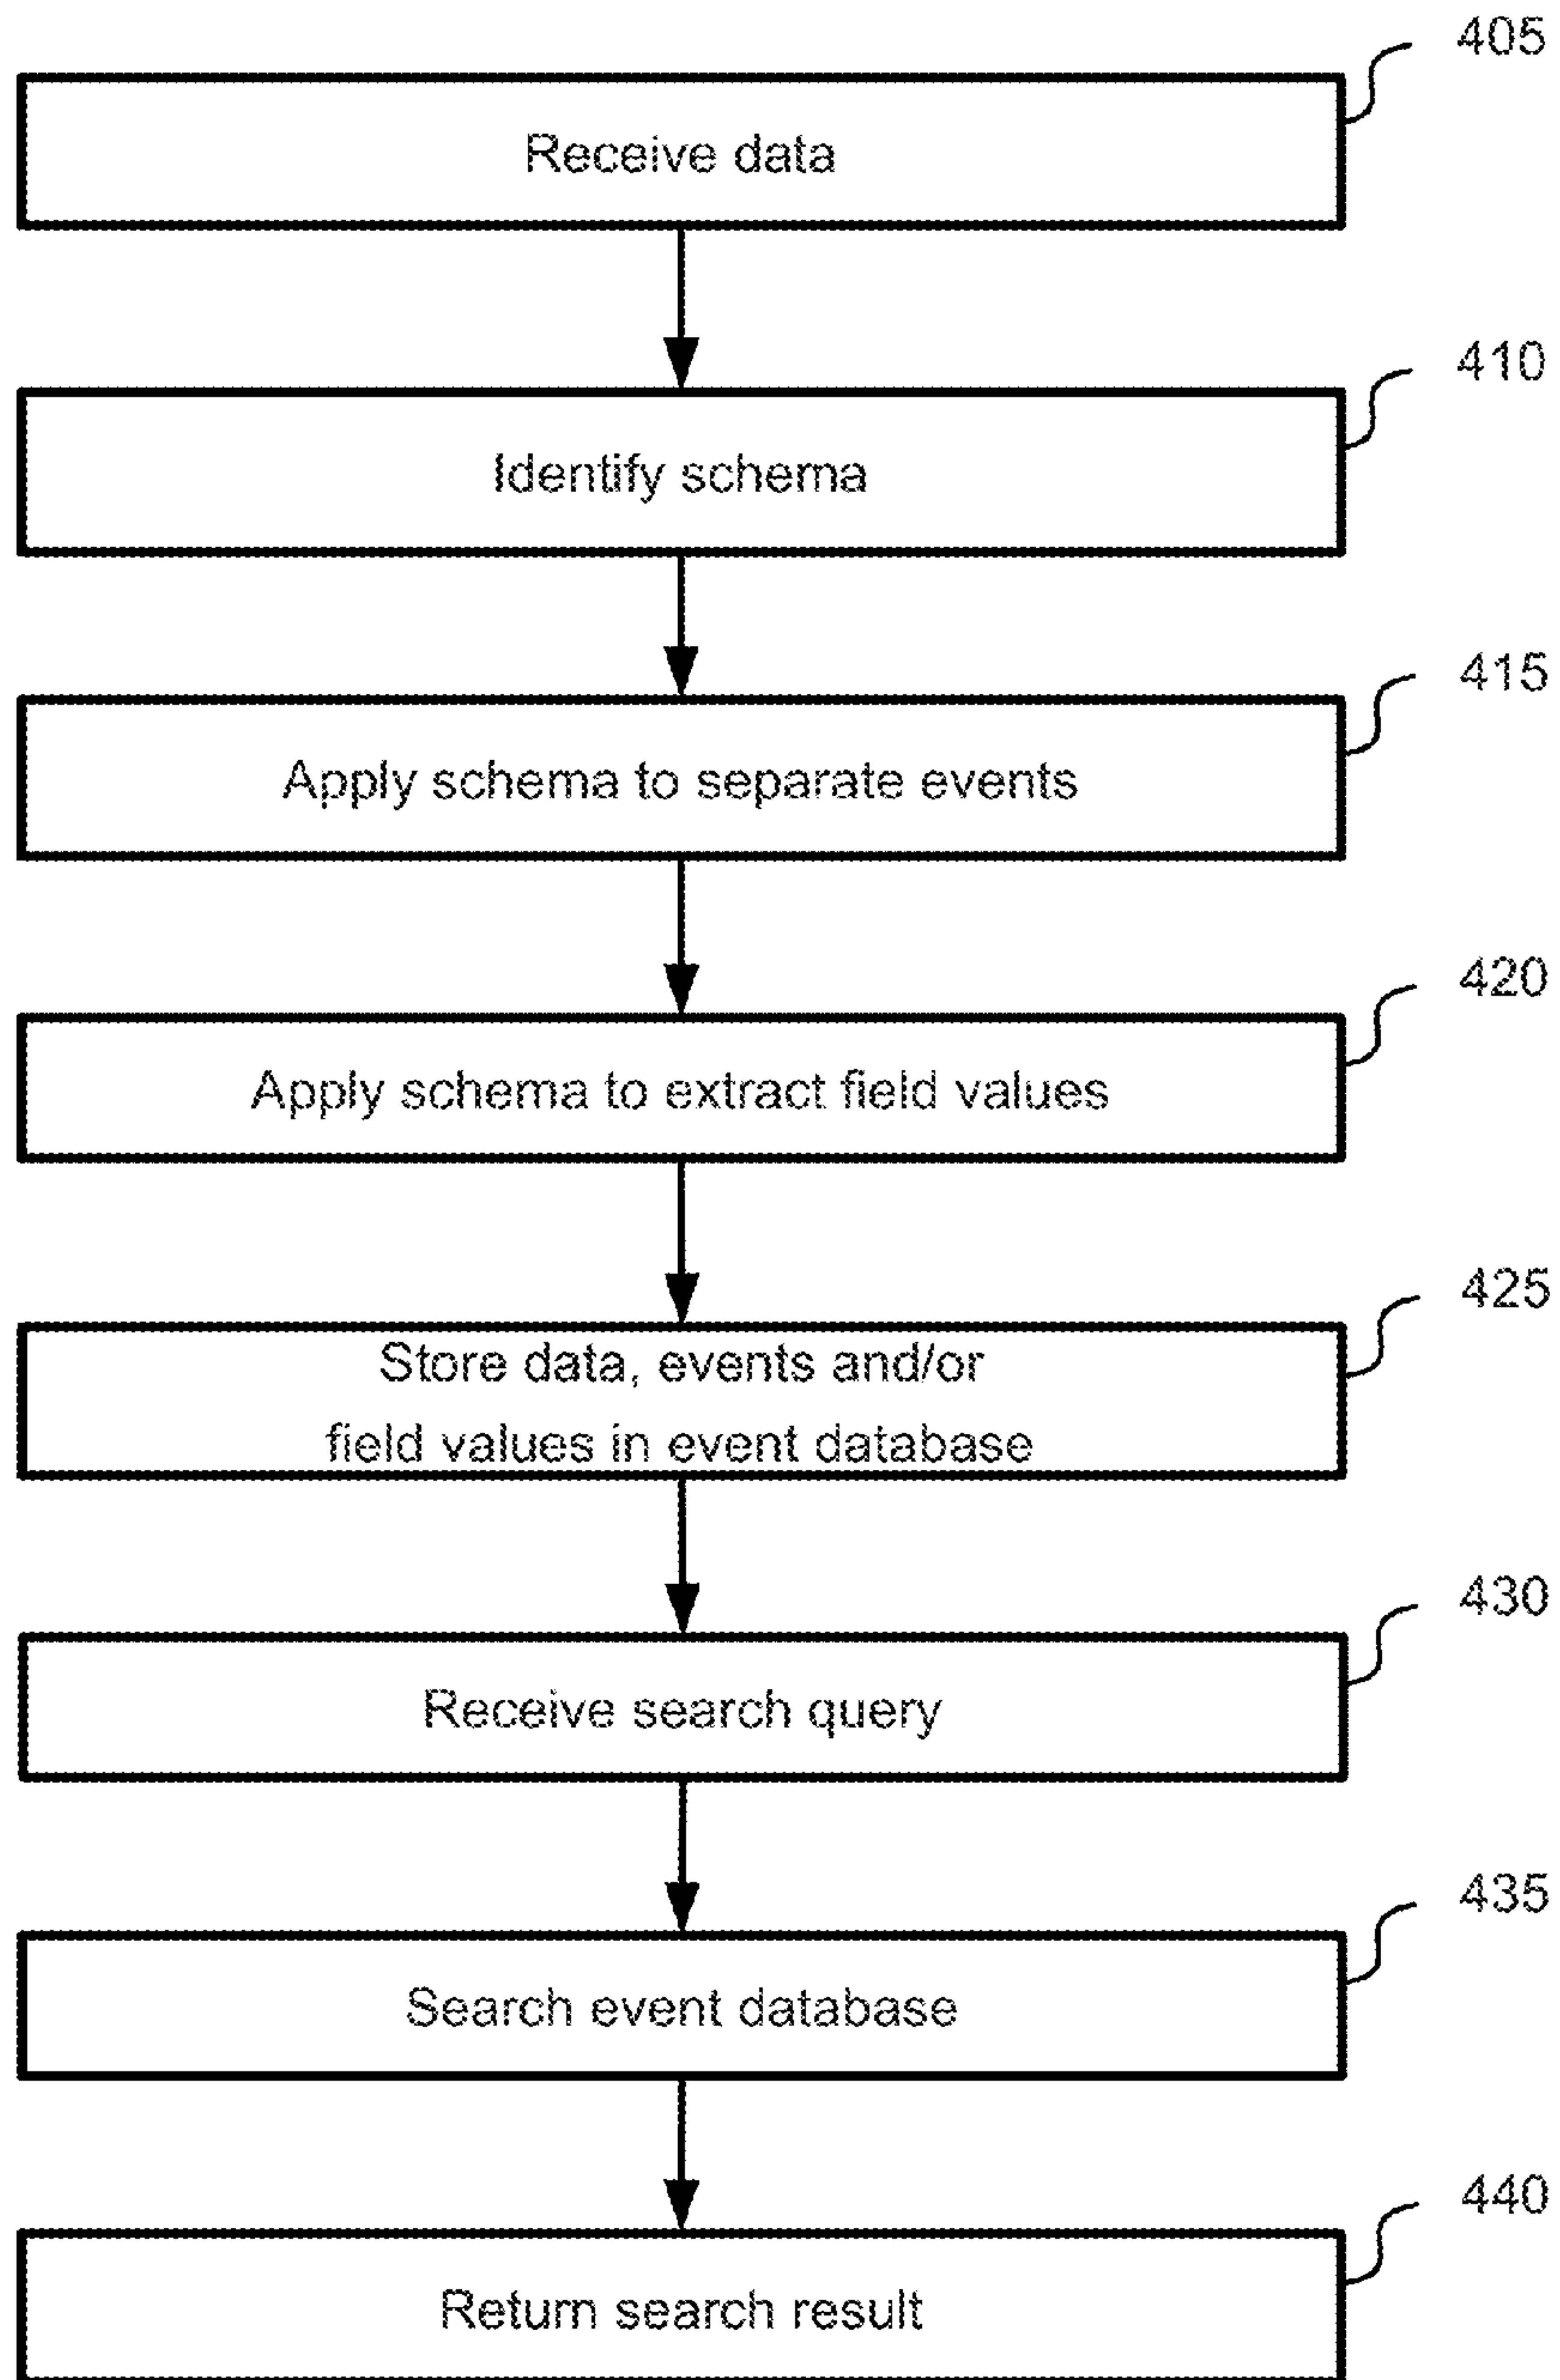 405
Receive data
410
Identify schema
415
Apply schema to separate events
420
Apply schema to extract field values
425
Store data, events and/or
field values in event database
430
Receive search query
435
Search event database
440
Return search result